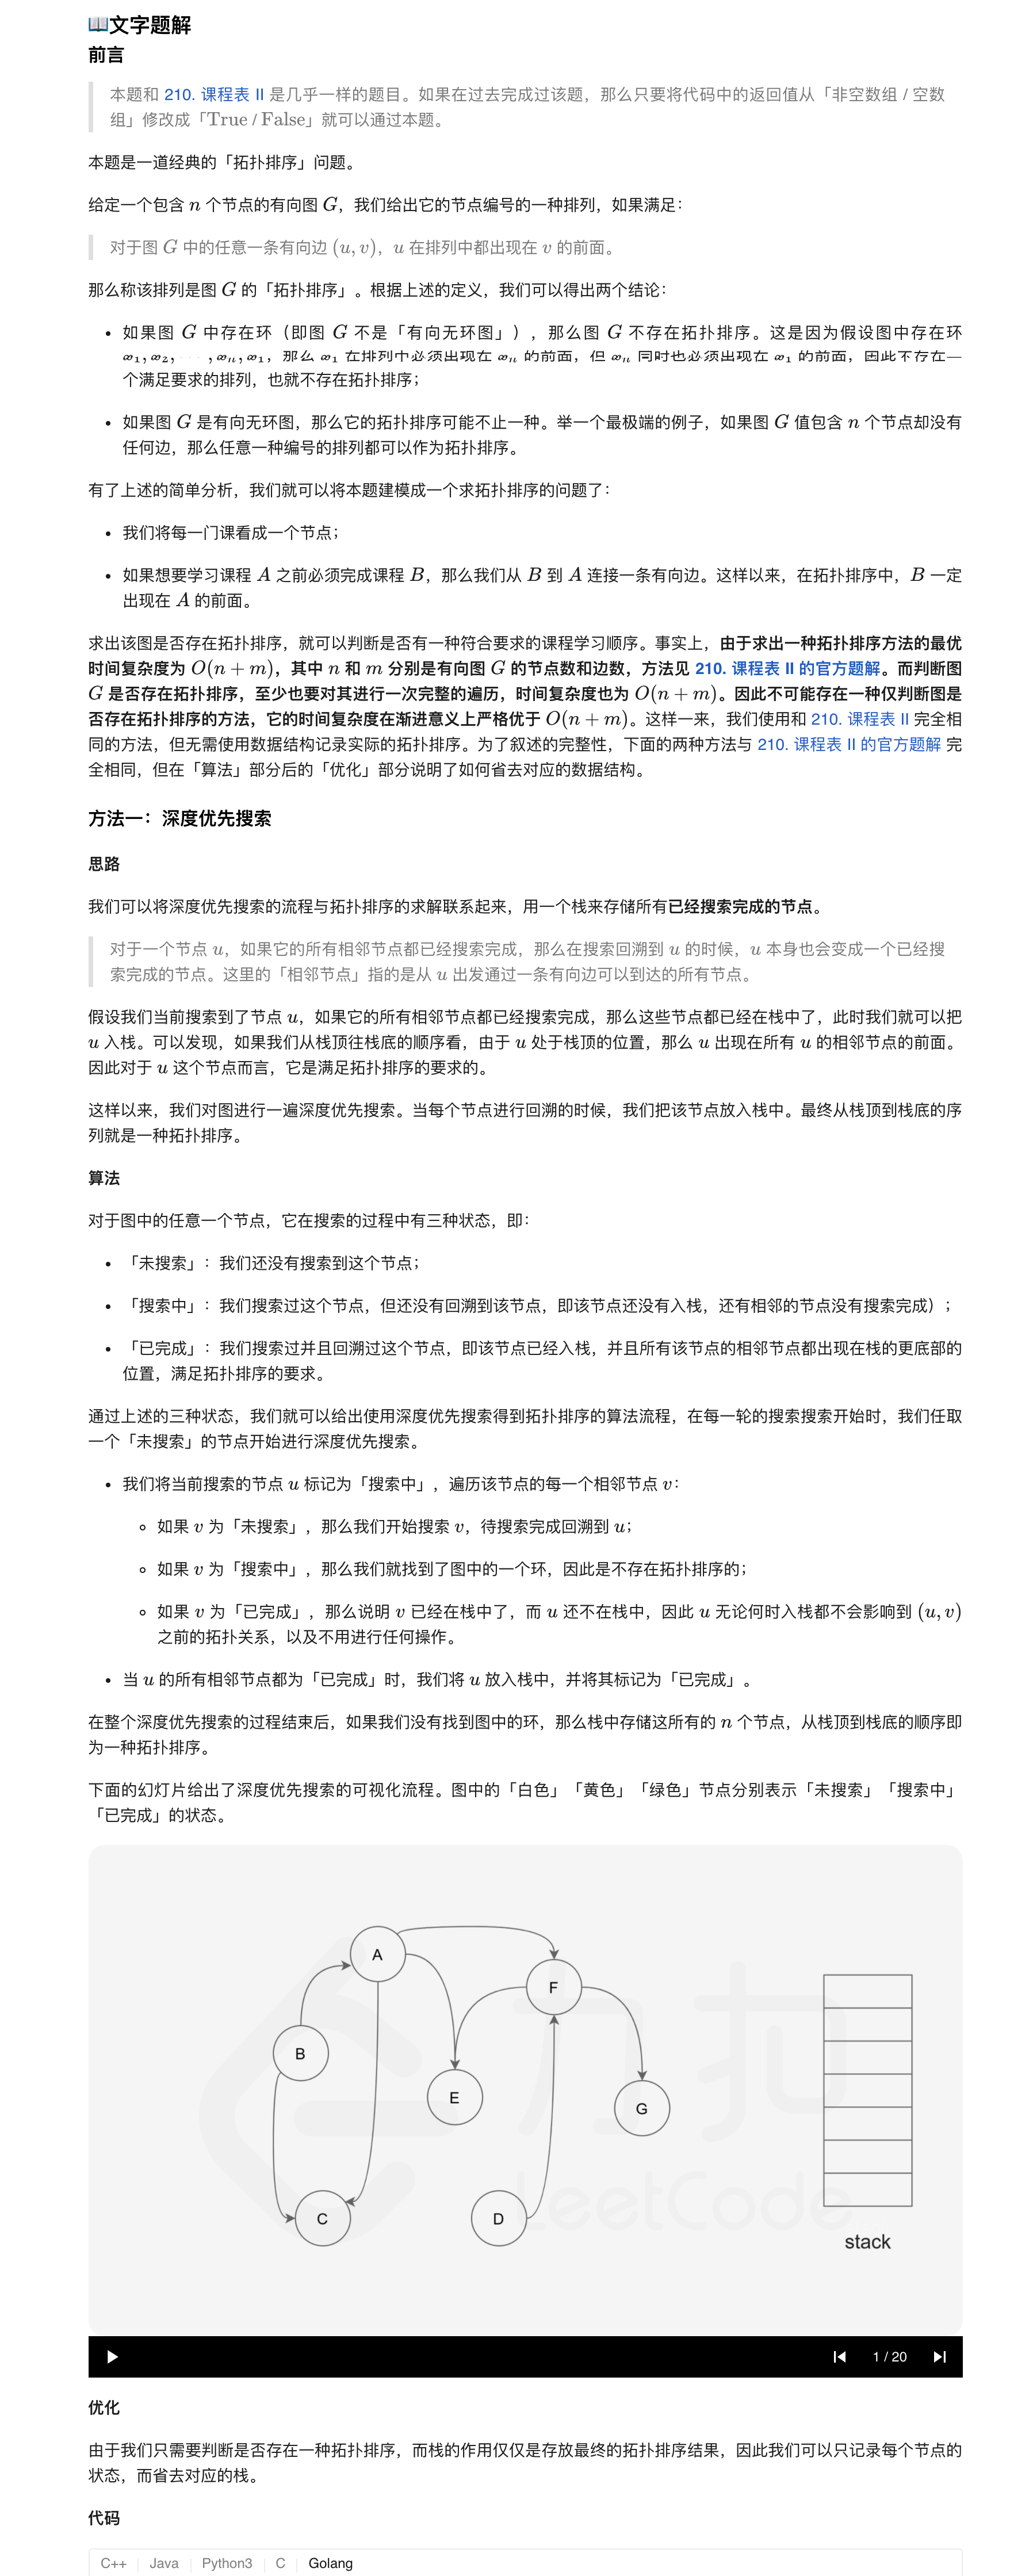 📖文字题解
前言
本题和 210. 课程表 II 是几乎一样的题目。如果在过去完成过该题，那么只要将代码中的返回值从「非空数组 / 空数
组」修改成「True / False」就可以通过本题。
本题是一道经典的「拓扑排序」问题。
给定一个包含 n 个节点的有向图 G，我们给出它的节点编号的一种排列，如果满足：
对于图 G 中的任意一条有向边 (u, v)，u 在排列中都出现在 v 的前面。
那么称该排列是图 G 的「拓扑排序」。根据上述的定义，我们可以得出两个结论：
• 如果图 G 中存在环（即图 G 不是「有向无环图」），那么图 G 不存在拓扑排序。这是因为假设图中存在环
x₁, x₂, ⋯ , xₙ, x₁，那么 x₁ 在排列中必须出现在 xₙ 的前面，但 xₙ 同时也必须出现在 x₁ 的前面，因此不存在一
个满足要求的排列，也就不存在拓扑排序；
• 如果图 G 是有向无环图，那么它的拓扑排序可能不止一种。举一个最极端的例子，如果图 G 值包含 n 个节点却没有
任何边，那么任意一种编号的排列都可以作为拓扑排序。
有了上述的简单分析，我们就可以将本题建模成一个求拓扑排序的问题了：
• 我们将每一门课看成一个节点；
• 如果想要学习课程 A 之前必须完成课程 B，那么我们从 B 到 A 连接一条有向边。这样以来，在拓扑排序中，B 一定
出现在 A 的前面。
求出该图是否存在拓扑排序，就可以判断是否有一种符合要求的课程学习顺序。事实上，由于求出一种拓扑排序方法的最优
时间复杂度为 O(n + m)，其中 n 和 m 分别是有向图 G 的节点数和边数，方法见 210. 课程表 II 的官方题解。而判断图
G 是否存在拓扑排序，至少也要对其进行一次完整的遍历，时间复杂度也为 O(n + m)。因此不可能存在一种仅判断图是
否存在拓扑排序的方法，它的时间复杂度在渐进意义上严格优于 O(n + m)。这样一来，我们使用和 210. 课程表 II 完全相
同的方法，但无需使用数据结构记录实际的拓扑排序。为了叙述的完整性，下面的两种方法与 210. 课程表 II 的官方题解 完
全相同，但在「算法」部分后的「优化」部分说明了如何省去对应的数据结构。
方法一：深度优先搜索
思路
我们可以将深度优先搜索的流程与拓扑排序的求解联系起来，用一个栈来存储所有已经搜索完成的节点。
对于一个节点 u，如果它的所有相邻节点都已经搜索完成，那么在搜索回溯到 u 的时候，u 本身也会变成一个已经搜
索完成的节点。这里的「相邻节点」指的是从 u 出发通过一条有向边可以到达的所有节点。
假设我们当前搜索到了节点 u，如果它的所有相邻节点都已经搜索完成，那么这些节点都已经在栈中了，此时我们就可以把
u 入栈。可以发现，如果我们从栈顶往栈底的顺序看，由于 u 处于栈顶的位置，那么 u 出现在所有 u 的相邻节点的前面。
因此对于 u 这个节点而言，它是满足拓扑排序的要求的。
这样以来，我们对图进行一遍深度优先搜索。当每个节点进行回溯的时候，我们把该节点放入栈中。最终从栈顶到栈底的序
列就是一种拓扑排序。
算法
对于图中的任意一个节点，它在搜索的过程中有三种状态，即：
• 「未搜索」：我们还没有搜索到这个节点；
• 「搜索中」：我们搜索过这个节点，但还没有回溯到该节点，即该节点还没有入栈，还有相邻的节点没有搜索完成）；
• 「已完成」：我们搜索过并且回溯过这个节点，即该节点已经入栈，并且所有该节点的相邻节点都出现在栈的更底部的
位置，满足拓扑排序的要求。
通过上述的三种状态，我们就可以给出使用深度优先搜索得到拓扑排序的算法流程，在每一轮的搜索搜索开始时，我们任取
一个「未搜索」的节点开始进行深度优先搜索。
• 我们将当前搜索的节点 u 标记为「搜索中」，遍历该节点的每一个相邻节点 v：
◦ 如果 v 为「未搜索」，那么我们开始搜索 v，待搜索完成回溯到 u；
◦ 如果 v 为「搜索中」，那么我们就找到了图中的一个环，因此是不存在拓扑排序的；
◦ 如果 v 为「已完成」，那么说明 v 已经在栈中了，而 u 还不在栈中，因此 u 无论何时入栈都不会影响到 (u, v)
之前的拓扑关系，以及不用进行任何操作。
• 当 u 的所有相邻节点都为「已完成」时，我们将 u 放入栈中，并将其标记为「已完成」。
在整个深度优先搜索的过程结束后，如果我们没有找到图中的环，那么栈中存储这所有的 n 个节点，从栈顶到栈底的顺序即
为一种拓扑排序。
下面的幻灯片给出了深度优先搜索的可视化流程。图中的「白色」「黄色」「绿色」节点分别表示「未搜索」「搜索中」
「已完成」的状态。
A
F
B
E
G
C
D
力扣
LeetCode
stack
1 / 20
优化
由于我们只需要判断是否存在一种拓扑排序，而栈的作用仅仅是存放最终的拓扑排序结果，因此我们可以只记录每个节点的
状态，而省去对应的栈。
代码
C++ Java Python3 C Golang